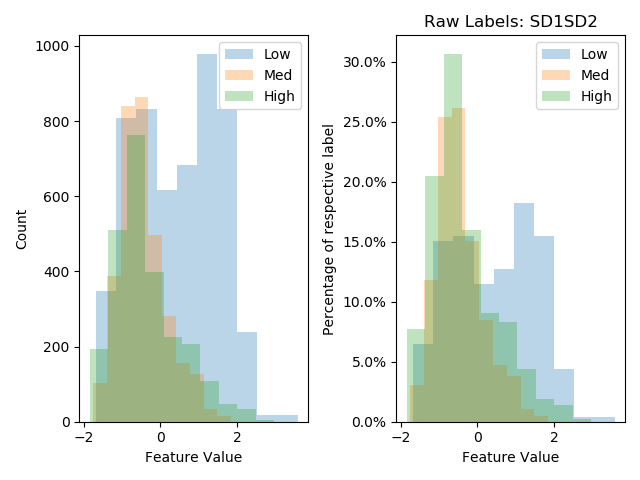 Raw Labels: SD1SD2
1000
800
600
400
200
0
Count
−2
0
2
Feature Value
Low
Med
High
30.0%
25.0%
20.0%
15.0%
10.0%
5.0%
0.0%
Percentage of respective label
−2
0
2
Feature Value
Low
Med
High